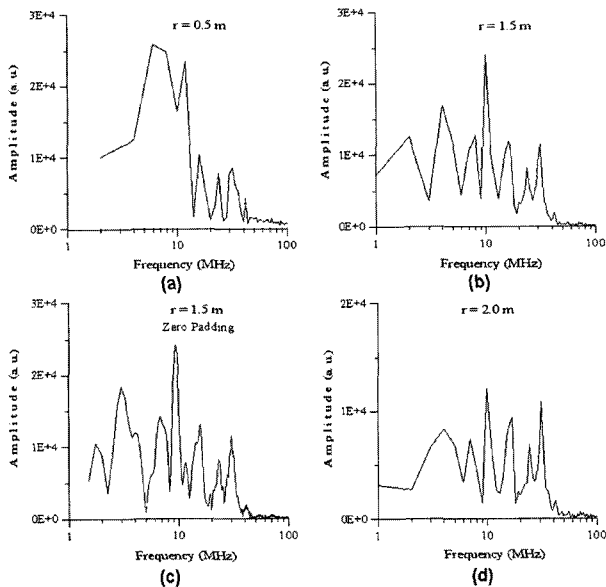 r = 0.5 m
3E+4
2E+4
1E+4
0E+0
Amplitude (a. u.)
1
10
100
Frequency (MHz)
(a)
r = 1.5 m
3E+4
2E+4
1E+4
0E+0
Amplitude (a. u.)
1
10
100
Frequency (MHz)
(b)
r = 1.5 m
Zero Padding
3E+4
2E+4
1E+4
0E+0
Amplitude (a. u.)
1
10
100
Frequency (MHz)
(c)
r = 2.0 m
2E+4
1E+4
0E+0
Amplitude (a. u.)
1
10
100
Frequency (MHz)
(d)